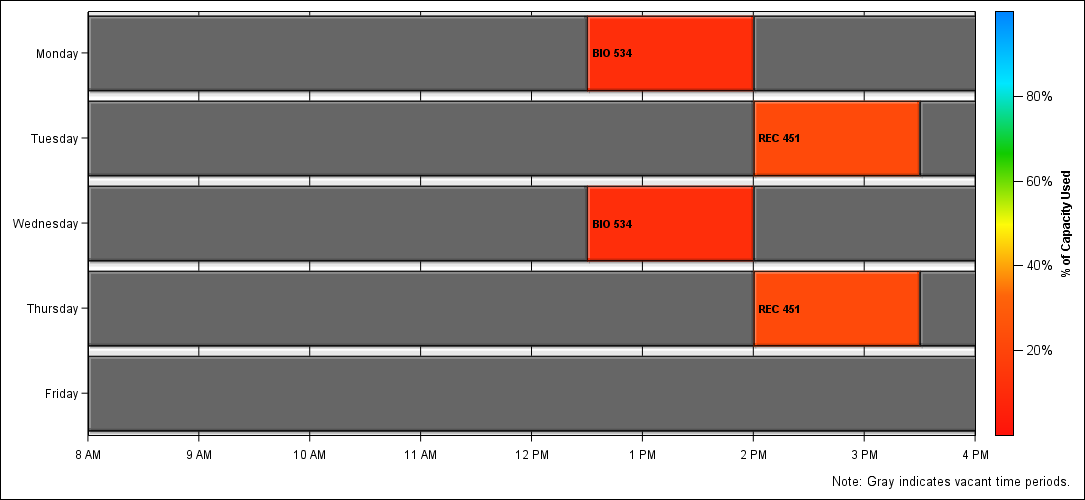 Monday
BIO 534
Tuesday
REC 451
Wednesday
BIO 534
Thursday
REC 451
Friday
8 AM 9 AM 10 AM 11 AM 12 PM 1 PM 2 PM 3 PM 4 PM
80%
60%
40%
20%
% of Capacity Used
Note: Gray indicates vacant time periods.